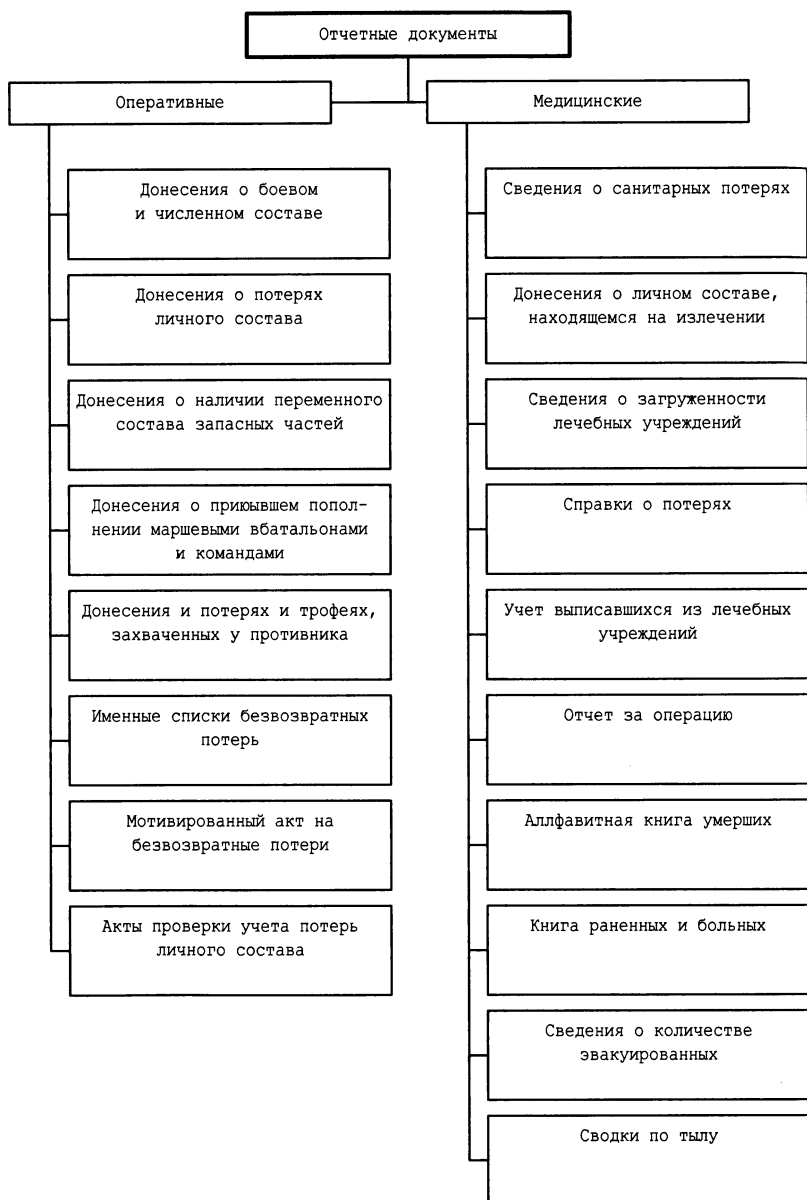 Отчетные документы
Оперативные
Медицинские
Донесения о боевом
и численном составе
Донесения о потерях
личного состава
Донесения о наличии переменного
состава запасных частей
Донесения о приюывшем попол-
нении маршевыми вбатальонами
и командами
Донесения и потерях и трофеях,
захваченных у противника
Именные списки безвозвратных
потерь
Мотивированный акт на
безвозвратные потери
Акты проверки учета потерь
личного состава
Сведения о санитарных потерях
Донесения о личном составе,
находящемся на излечении
Сведения о загруженности
лечебных учреждений
Справки о потерях
Учет выписавшихся из лечебных
учреждений
Отчет за операцию
Аллфавитная книга умерших
Книга раненных и больных
Сведения о количестве
эвакуированных
Сводки по тылу